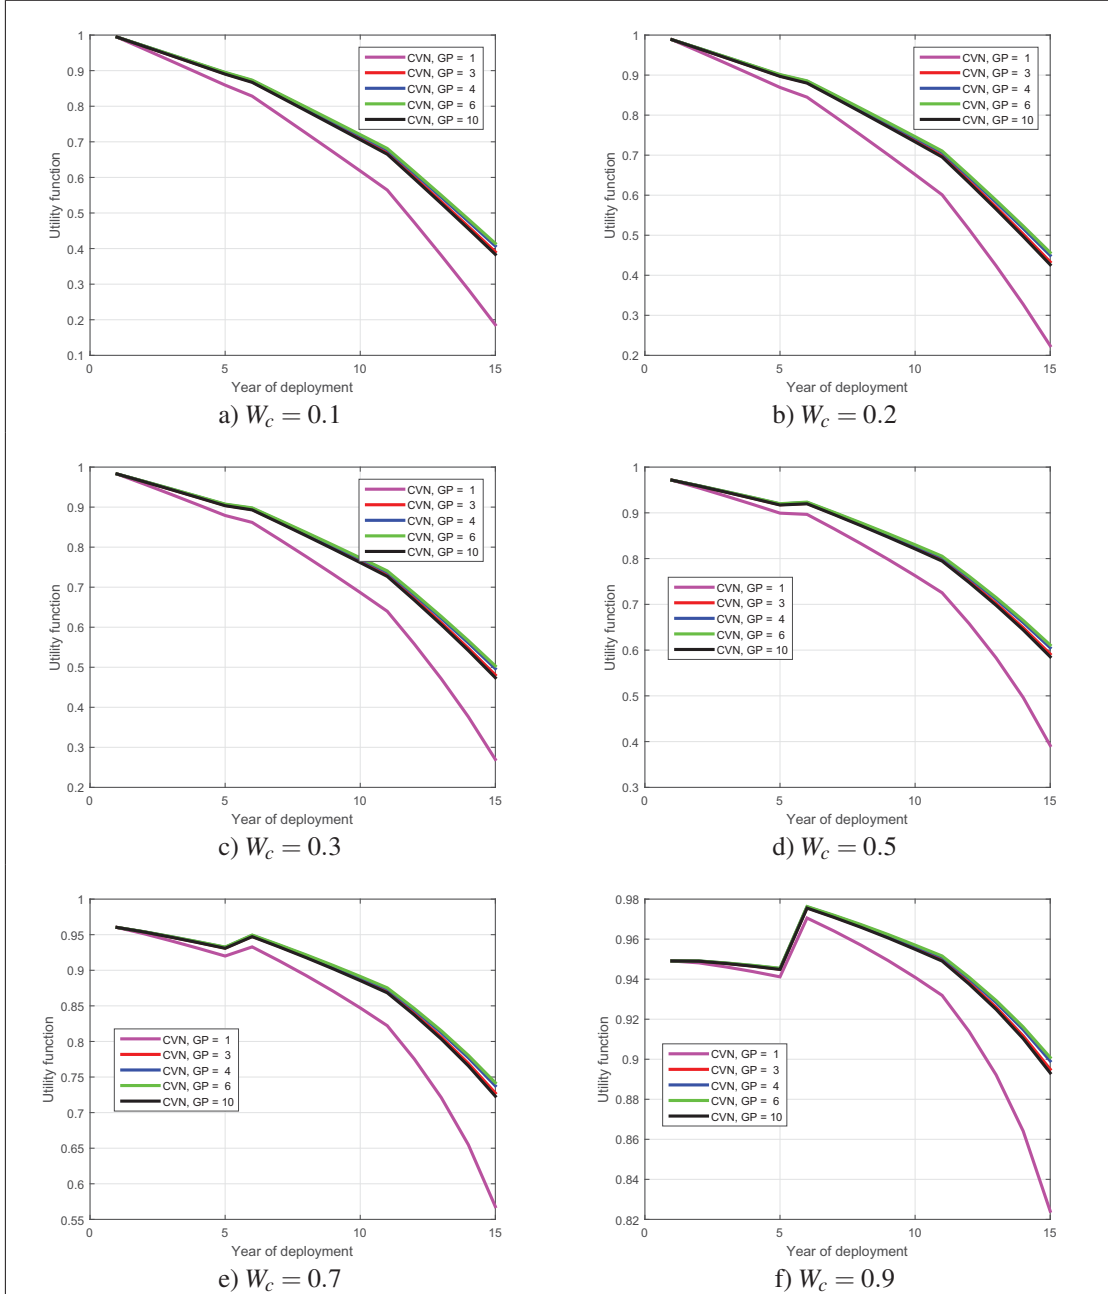 1
0.9
0.8
0.7
0.6
0.5
0.4
0.3
0.2
0.1
Utility function
CVN, GP = 1
CVN, GP = 3
CVN, GP = 4
CVN, GP = 6
CVN, GP = 10
0 5 10 15
Year of deployment
a) W_c = 0.1
1
0.9
0.8
0.7
0.6
0.5
0.4
0.3
0.2
Utility function
CVN, GP = 1
CVN, GP = 3
CVN, GP = 4
CVN, GP = 6
CVN, GP = 10
0 5 10 15
Year of deployment
b) W_c = 0.2
1
0.9
0.8
0.7
0.6
0.5
0.4
0.3
0.2
Utility function
CVN, GP = 1
CVN, GP = 3
CVN, GP = 4
CVN, GP = 6
CVN, GP = 10
0 5 10 15
Year of deployment
c) W_c = 0.3
1
0.9
0.8
0.7
0.6
0.5
0.4
0.3
Utility function
CVN, GP = 1
CVN, GP = 3
CVN, GP = 4
CVN, GP = 6
CVN, GP = 10
0 5 10 15
Year of deployment
d) W_c = 0.5
1
0.95
0.9
0.85
0.8
0.75
0.7
0.65
0.6
0.55
Utility function
CVN, GP = 1
CVN, GP = 3
CVN, GP = 4
CVN, GP = 6
CVN, GP = 10
0 5 10 15
Year of deployment
e) W_c = 0.7
0.98
0.96
0.94
0.92
0.9
0.88
0.86
0.84
0.82
Utility function
CVN, GP = 1
CVN, GP = 3
CVN, GP = 4
CVN, GP = 6
CVN, GP = 10
0 5 10 15
Year of deployment
f) W_c = 0.9